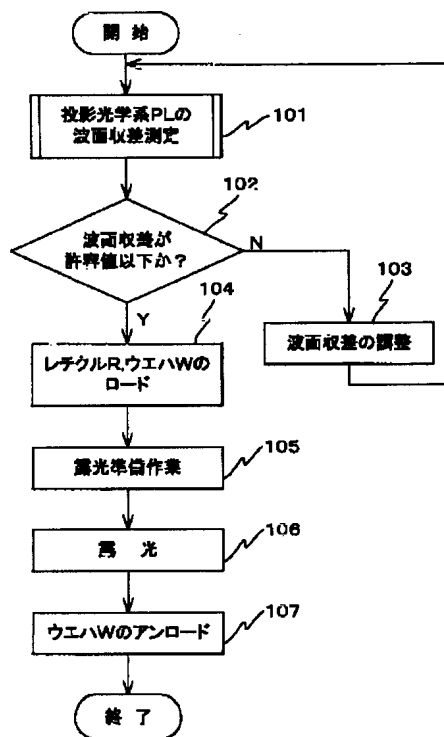 開 始
投影光学系PLの
波面収差測定
101
102
波面収差が
許容値以下か?
N
Y
103
波面収差の調整
104
レチクルR,ウエハWの
ロード
105
露光準備作業
106
露 光
107
ウエハWのアンロード
終 了